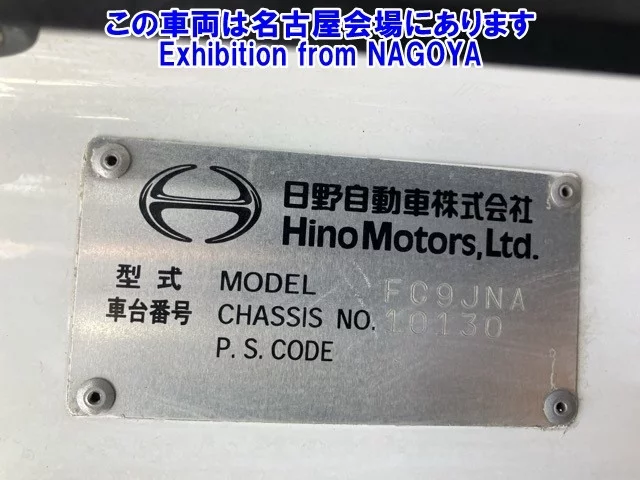 この車両は名古屋会場にあります
Exhibition from NAGOYA
日野自動車株式会社
Hino Motors, Ltd.
型式 MODEL FC9JNA
車台番号 CHASSIS NO. 10130
P. S. CODE